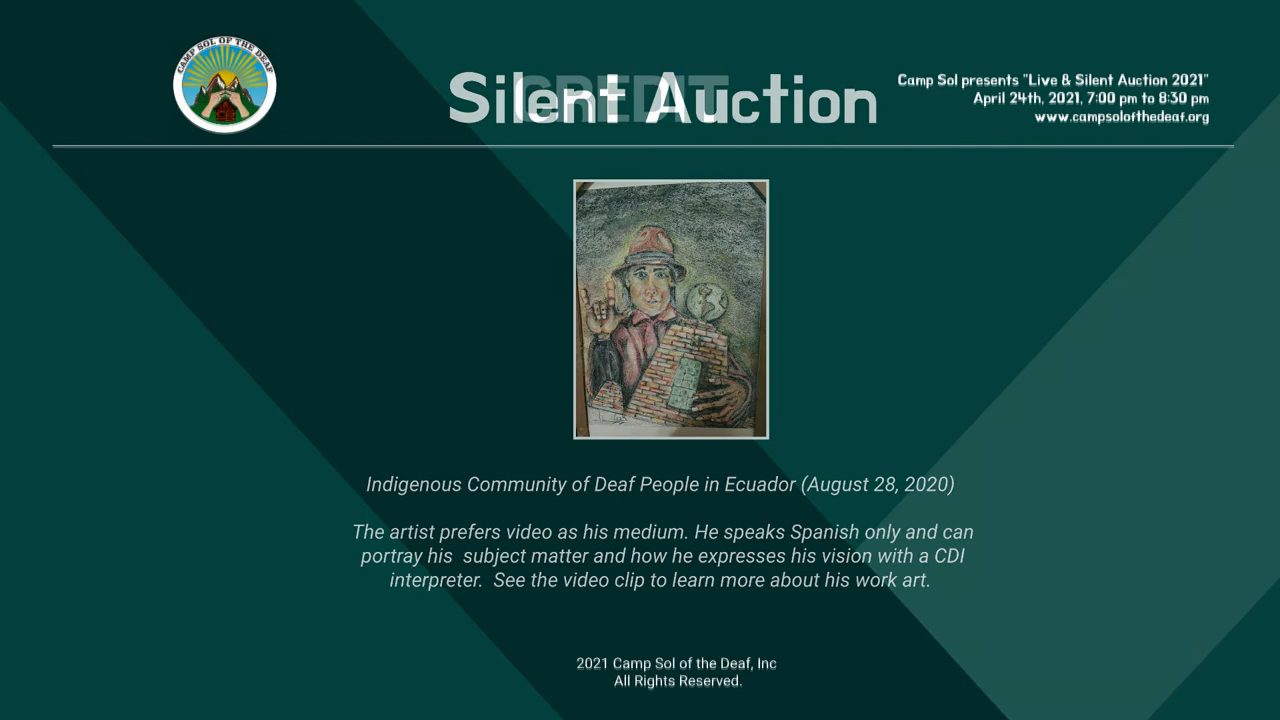 CAMP SOL OF THE DEAF
Silent Auction
CREDIT
Camp Sol presents "Live & Silent Auction 2021"
April 24th, 2021, 7:00 pm to 8:30 pm
www.campsolofthedeaf.org
Indigenous Community of Deaf People in Ecuador (August 28, 2020)
The artist prefers video as his medium. He speaks Spanish only and can
portray his  subject matter and how he expresses his vision with a CDI
interpreter.  See the video clip to learn more about his work art.
2021 Camp Sol of the Deaf, Inc
All Rights Reserved.